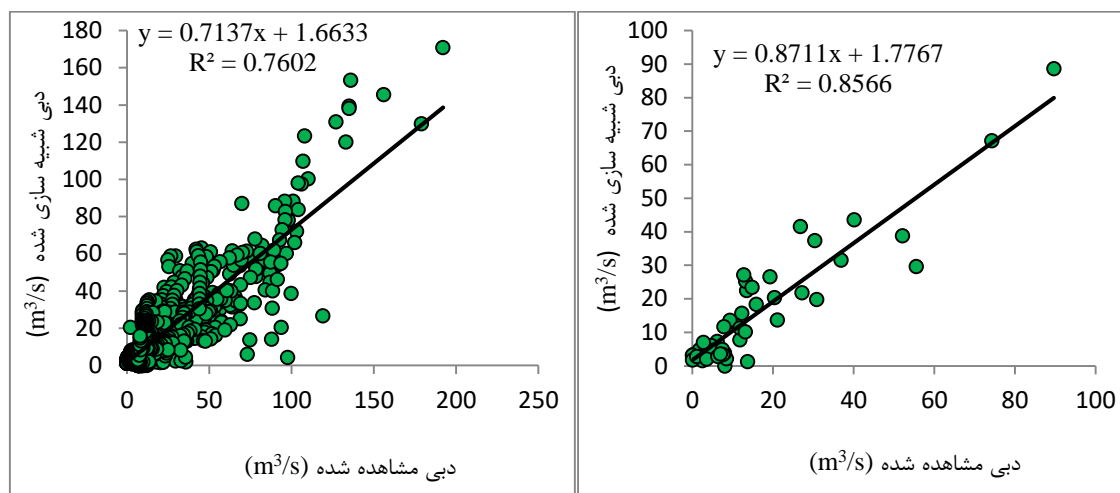 y = 0.7137x + 1.6633
R² = 0.7602
180
160
140
120
100
80
60
40
20
0
دبی شبیه سازی شده
(m³/s)
0 50 100 150 200 250
دبی مشاهده شده (m³/s)
y = 0.8711x + 1.7767
R² = 0.8566
100
90
80
70
60
50
40
30
20
10
0
دبی شبیه سازی شده
(m³/s)
0 20 40 60 80 100
دبی مشاهده شده (m³/s)